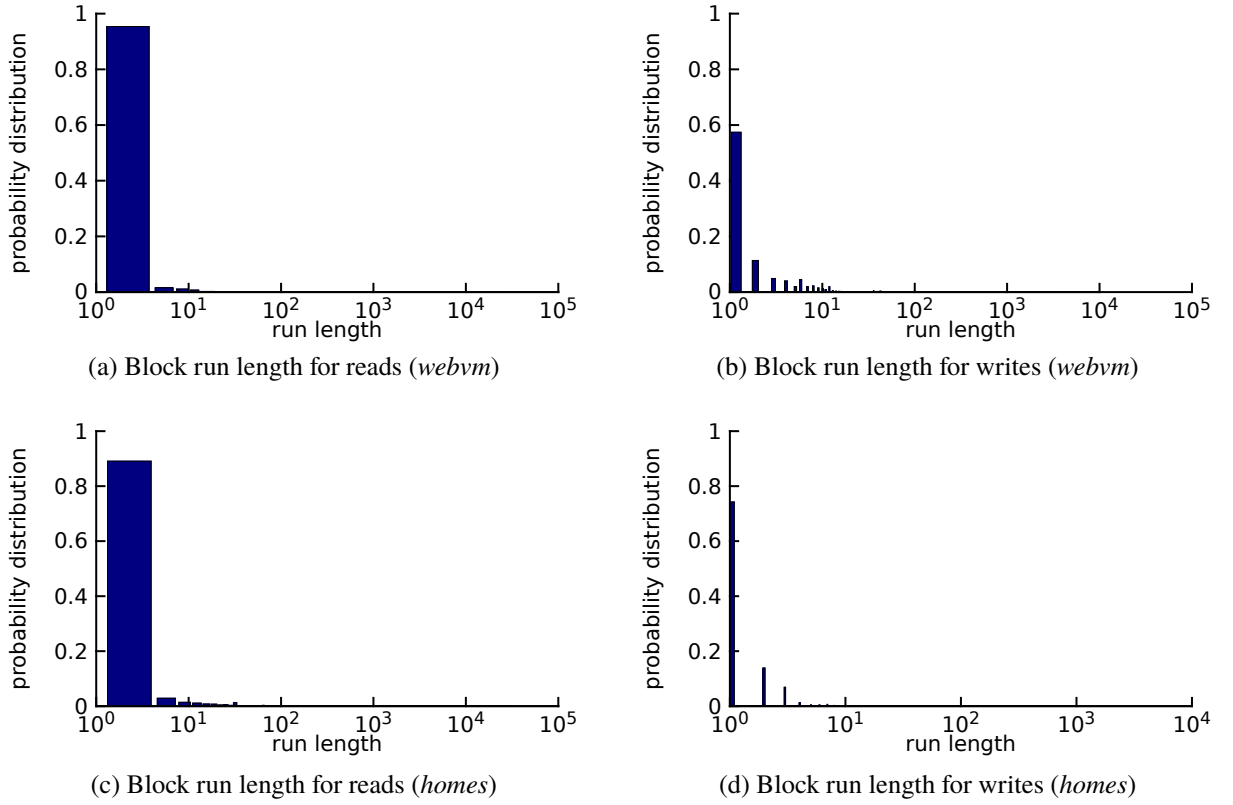 1
0.8
0.6
0.4
0.2
0
probability distribution
10^0 10^1 10^2 10^3 10^4 10^5
run length
(a) Block run length for reads (webvm)
1
0.8
0.6
0.4
0.2
0
probability distribution
10^0 10^1 10^2 10^3 10^4 10^5
run length
(b) Block run length for writes (webvm)
1
0.8
0.6
0.4
0.2
0
probability distribution
10^0 10^1 10^2 10^3 10^4 10^5
run length
(c) Block run length for reads (homes)
1
0.8
0.6
0.4
0.2
0
probability distribution
10^0 10^1 10^2 10^3 10^4
run length
(d) Block run length for writes (homes)